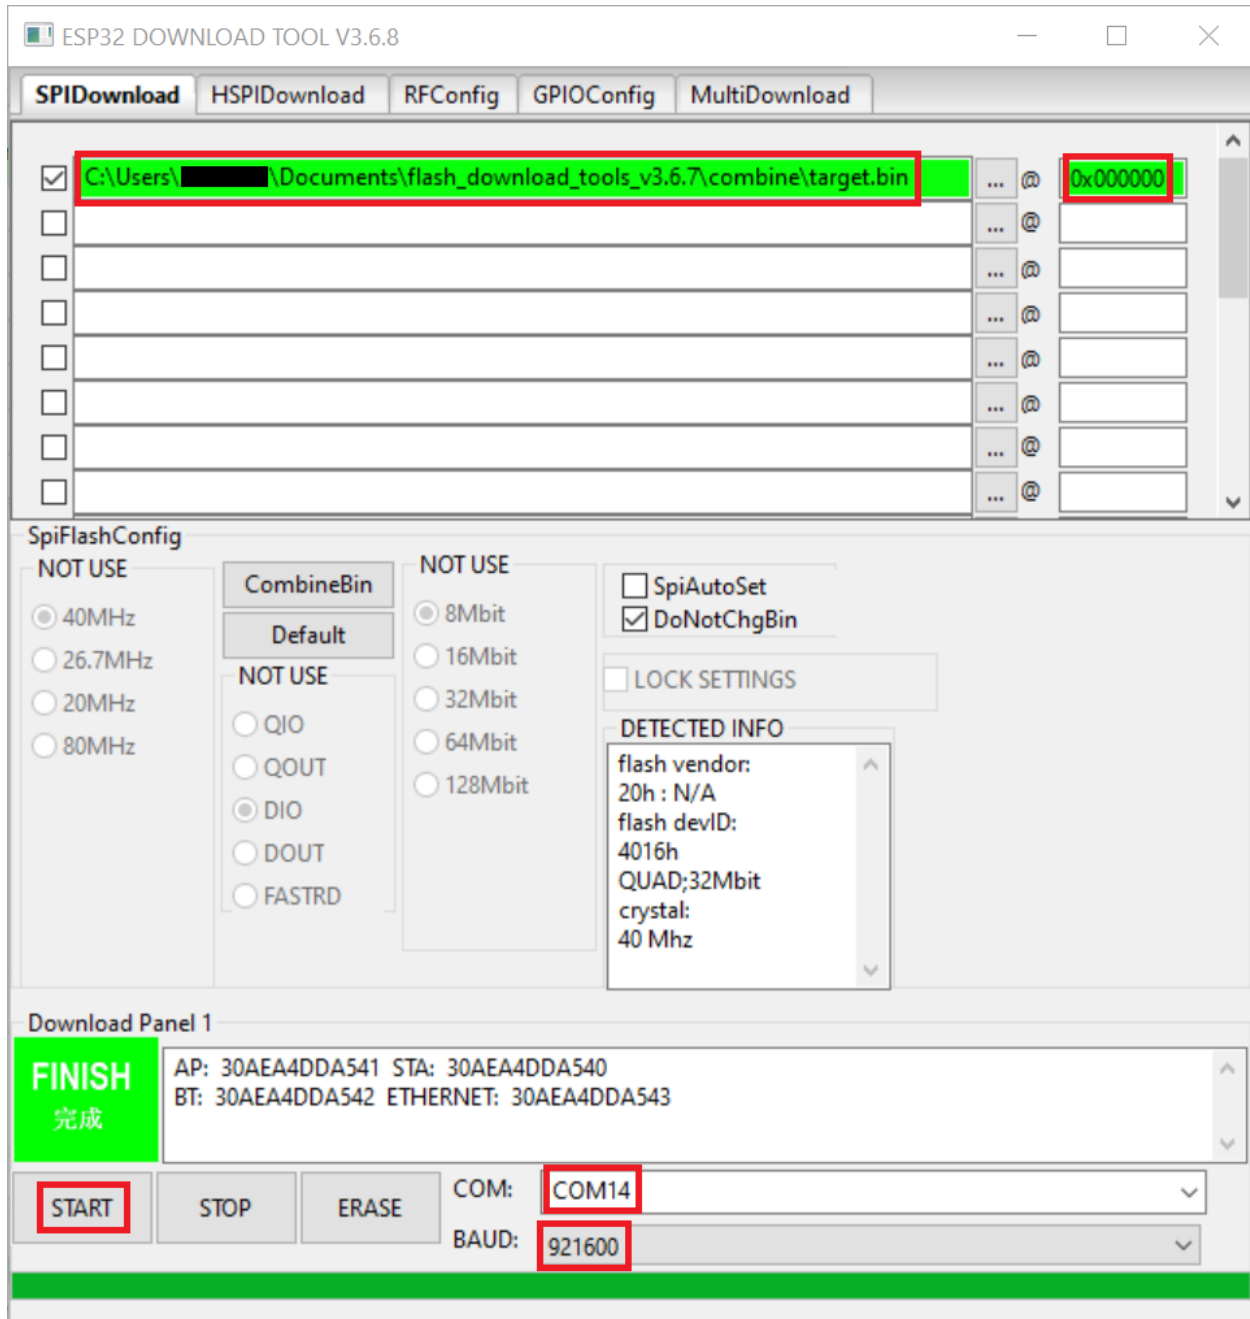 ESP32 DOWNLOAD TOOL V3.6.8
SPIDownload HSPIDownload RFConfig GPIOConfig MultiDownload
C:\Users\ \Documents\flash_download_tools_v3.6.7\combine\target.bin ... @ 0x000000
... @
... @
... @
... @
... @
... @
... @
SpiFlashConfig
NOT USE
40MHz
26.7MHz
20MHz
80MHz
CombineBin
Default
NOT USE
QIO
QOUT
DIO
DOUT
FASTRD
NOT USE
8Mbit
16Mbit
32Mbit
64Mbit
128Mbit
SpiAutoSet
DoNotChgBin
LOCK SETTINGS
DETECTED INFO
flash vendor:
20h : N/A
flash devID:
4016h
QUAD;32Mbit
crystal:
40 Mhz
Download Panel 1
FINISH
完成
AP: 30AEA4DDA541 STA: 30AEA4DDA540
BT: 30AEA4DDA542 ETHERNET: 30AEA4DDA543
START STOP ERASE
COM: COM14
BAUD: 921600